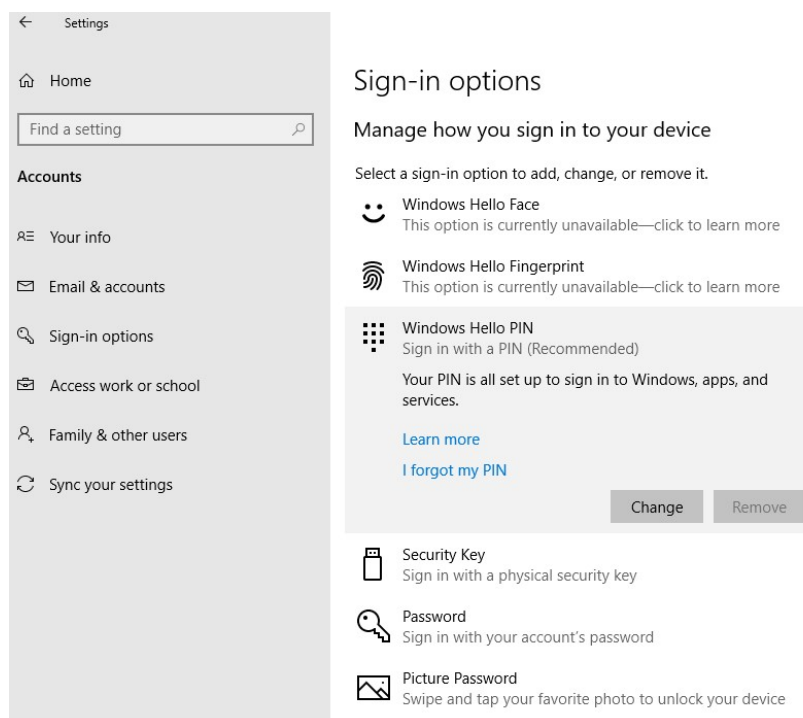 Settings
Home
Find a setting
Accounts
Your info
Email & accounts
Sign-in options
Access work or school
Family & other users
Sync your settings
Sign-in options
Manage how you sign in to your device
Select a sign-in option to add, change, or remove it.
Windows Hello Face
This option is currently unavailable—click to learn more
Windows Hello Fingerprint
This option is currently unavailable—click to learn more
Windows Hello PIN
Sign in with a PIN (Recommended)
Your PIN is all set up to sign in to Windows, apps, and
services.
Learn more
I forgot my PIN
Change Remove
Security Key
Sign in with a physical security key
Password
Sign in with your account's password
Picture Password
Swipe and tap your favorite photo to unlock your device